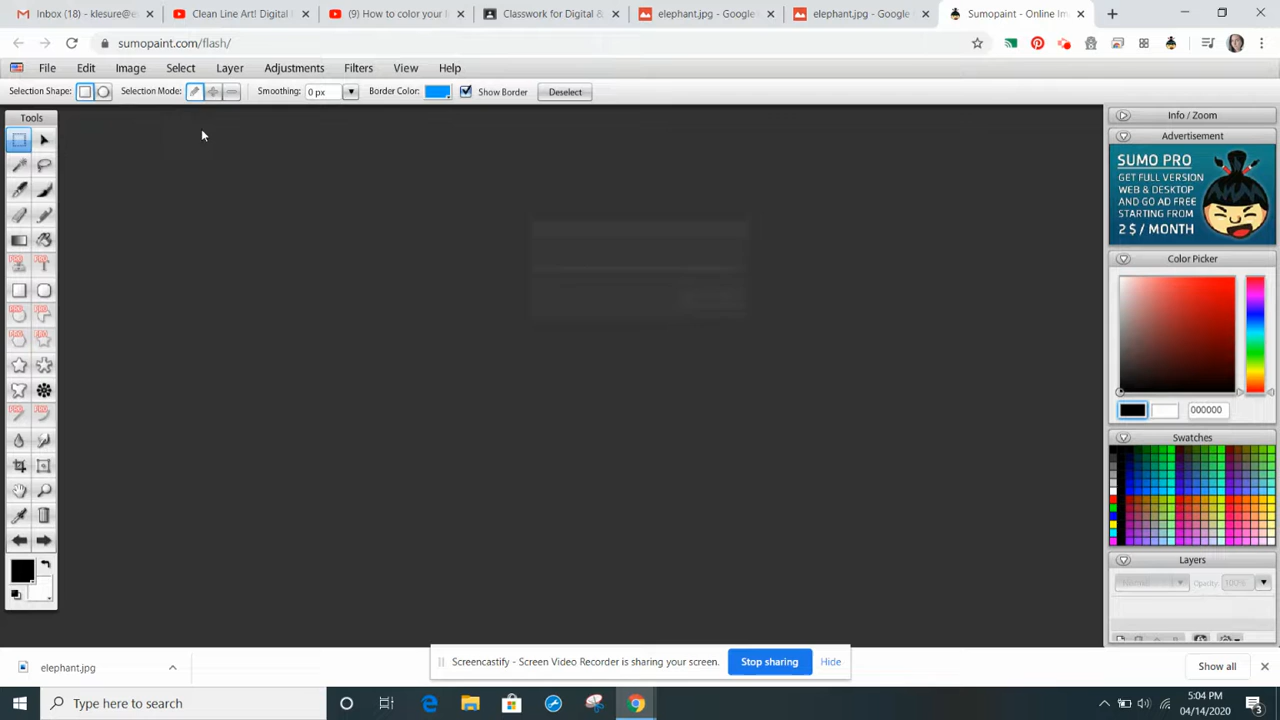 Inbox (18) - klesure@e
Clean Line Art! Digital I
(9) How to color your l
Classwork for Digital &
elephant.jpg - Google
elephant.jpg - Google
Sumopaint - Online Im
sumopaint.com/flash/
File Edit Image Select Layer Adjustments Filters View Help
Selection Shape: Selection Mode: Smoothing: 0 px Border Color: Show Border Deselect
Tools
Info / Zoom
Advertisement
SUMO PRO
GET FULL VERSION
WEB & DESKTOP
AND GO AD FREE
STARTING FROM
2 $ / MONTH
Color Picker
000000
Swatches
Layers
Normal Opacity: 100%
Screencastify - Screen Video Recorder is sharing your screen. Stop sharing Hide
elephant.jpg
Show all
Type here to search
5:04 PM
04/14/2020
3